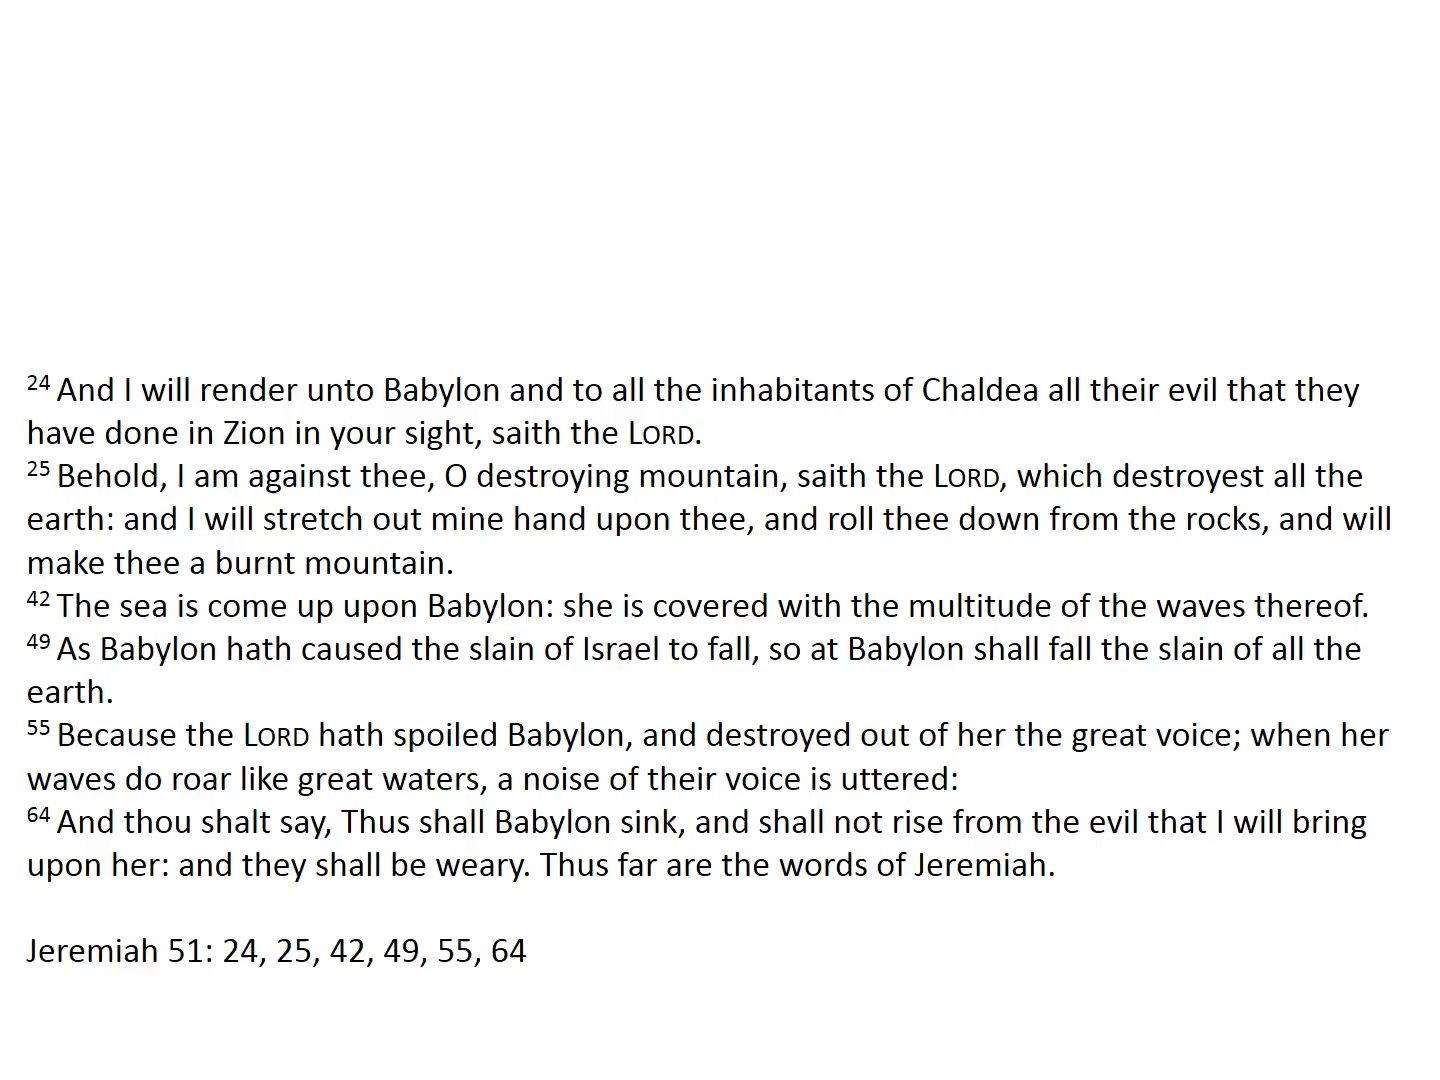 24 And I will render unto Babylon and to all the inhabitants of Chaldea all their evil that they
have done in Zion in your sight, saith the LORD.
25 Behold, I am against thee, O destroying mountain, saith the LORD, which destroyest all the
earth: and I will stretch out mine hand upon thee, and roll thee down from the rocks, and will
make thee a burnt mountain.
42 The sea is come up upon Babylon: she is covered with the multitude of the waves thereof.
49 As Babylon hath caused the slain of Israel to fall, so at Babylon shall fall the slain of all the
earth.
55 Because the LORD hath spoiled Babylon, and destroyed out of her the great voice; when her
waves do roar like great waters, a noise of their voice is uttered:
64 And thou shalt say, Thus shall Babylon sink, and shall not rise from the evil that I will bring
upon her: and they shall be weary. Thus far are the words of Jeremiah.
Jeremiah 51: 24, 25, 42, 49, 55, 64